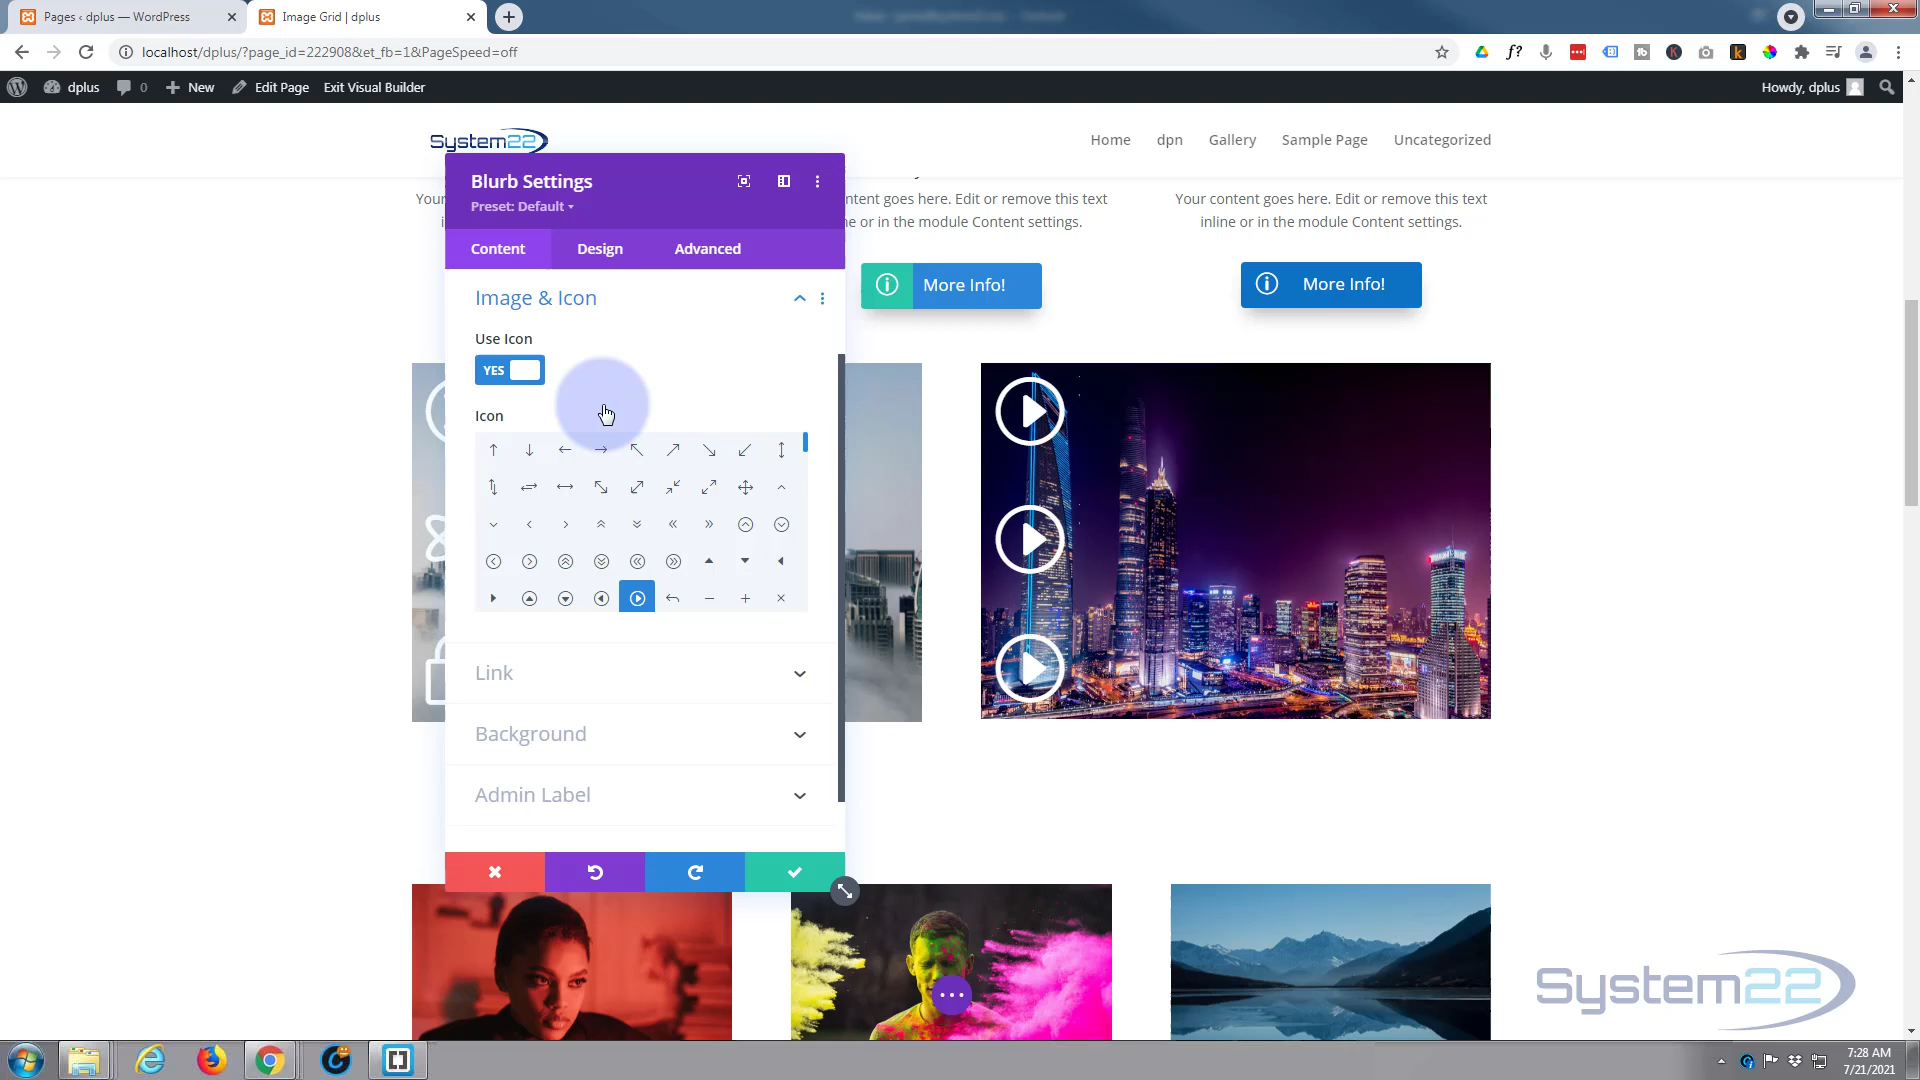 Pages ‹ dplus — WordPress
Image Grid | dplus
localhost/dplus/?page_id=222908&et_fb=1&PageSpeed=off
dplus
0
New
Edit Page
Exit Visual Builder
Howdy, dplus
System22
Home
dpn
Gallery
Sample Page
Uncategorized
Blurb Settings
Preset: Default
Content
Design
Advanced
Your
ntent goes here. Edit or remove this text
ne or in the module Content settings.
Your content goes here. Edit or remove this text
inline or in the module Content settings.
More Info!
More Info!
Image & Icon
Use Icon
YES
Icon
Link
Background
Admin Label
System22
7:28 AM
7/21/2021